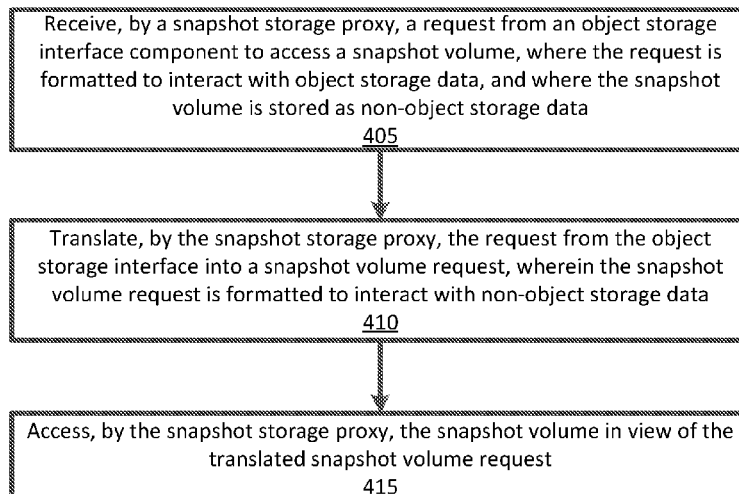 Receive, by a snapshot storage proxy, a request from an object storage
interface component to access a snapshot volume, where the request is
formatted to interact with object storage data, and where the snapshot
volume is stored as non-object storage data
405
Translate, by the snapshot storage proxy, the request from the object
storage interface into a snapshot volume request, wherein the snapshot
volume request is formatted to interact with non-object storage data
410
Access, by the snapshot storage proxy, the snapshot volume in view of the
translated snapshot volume request
415